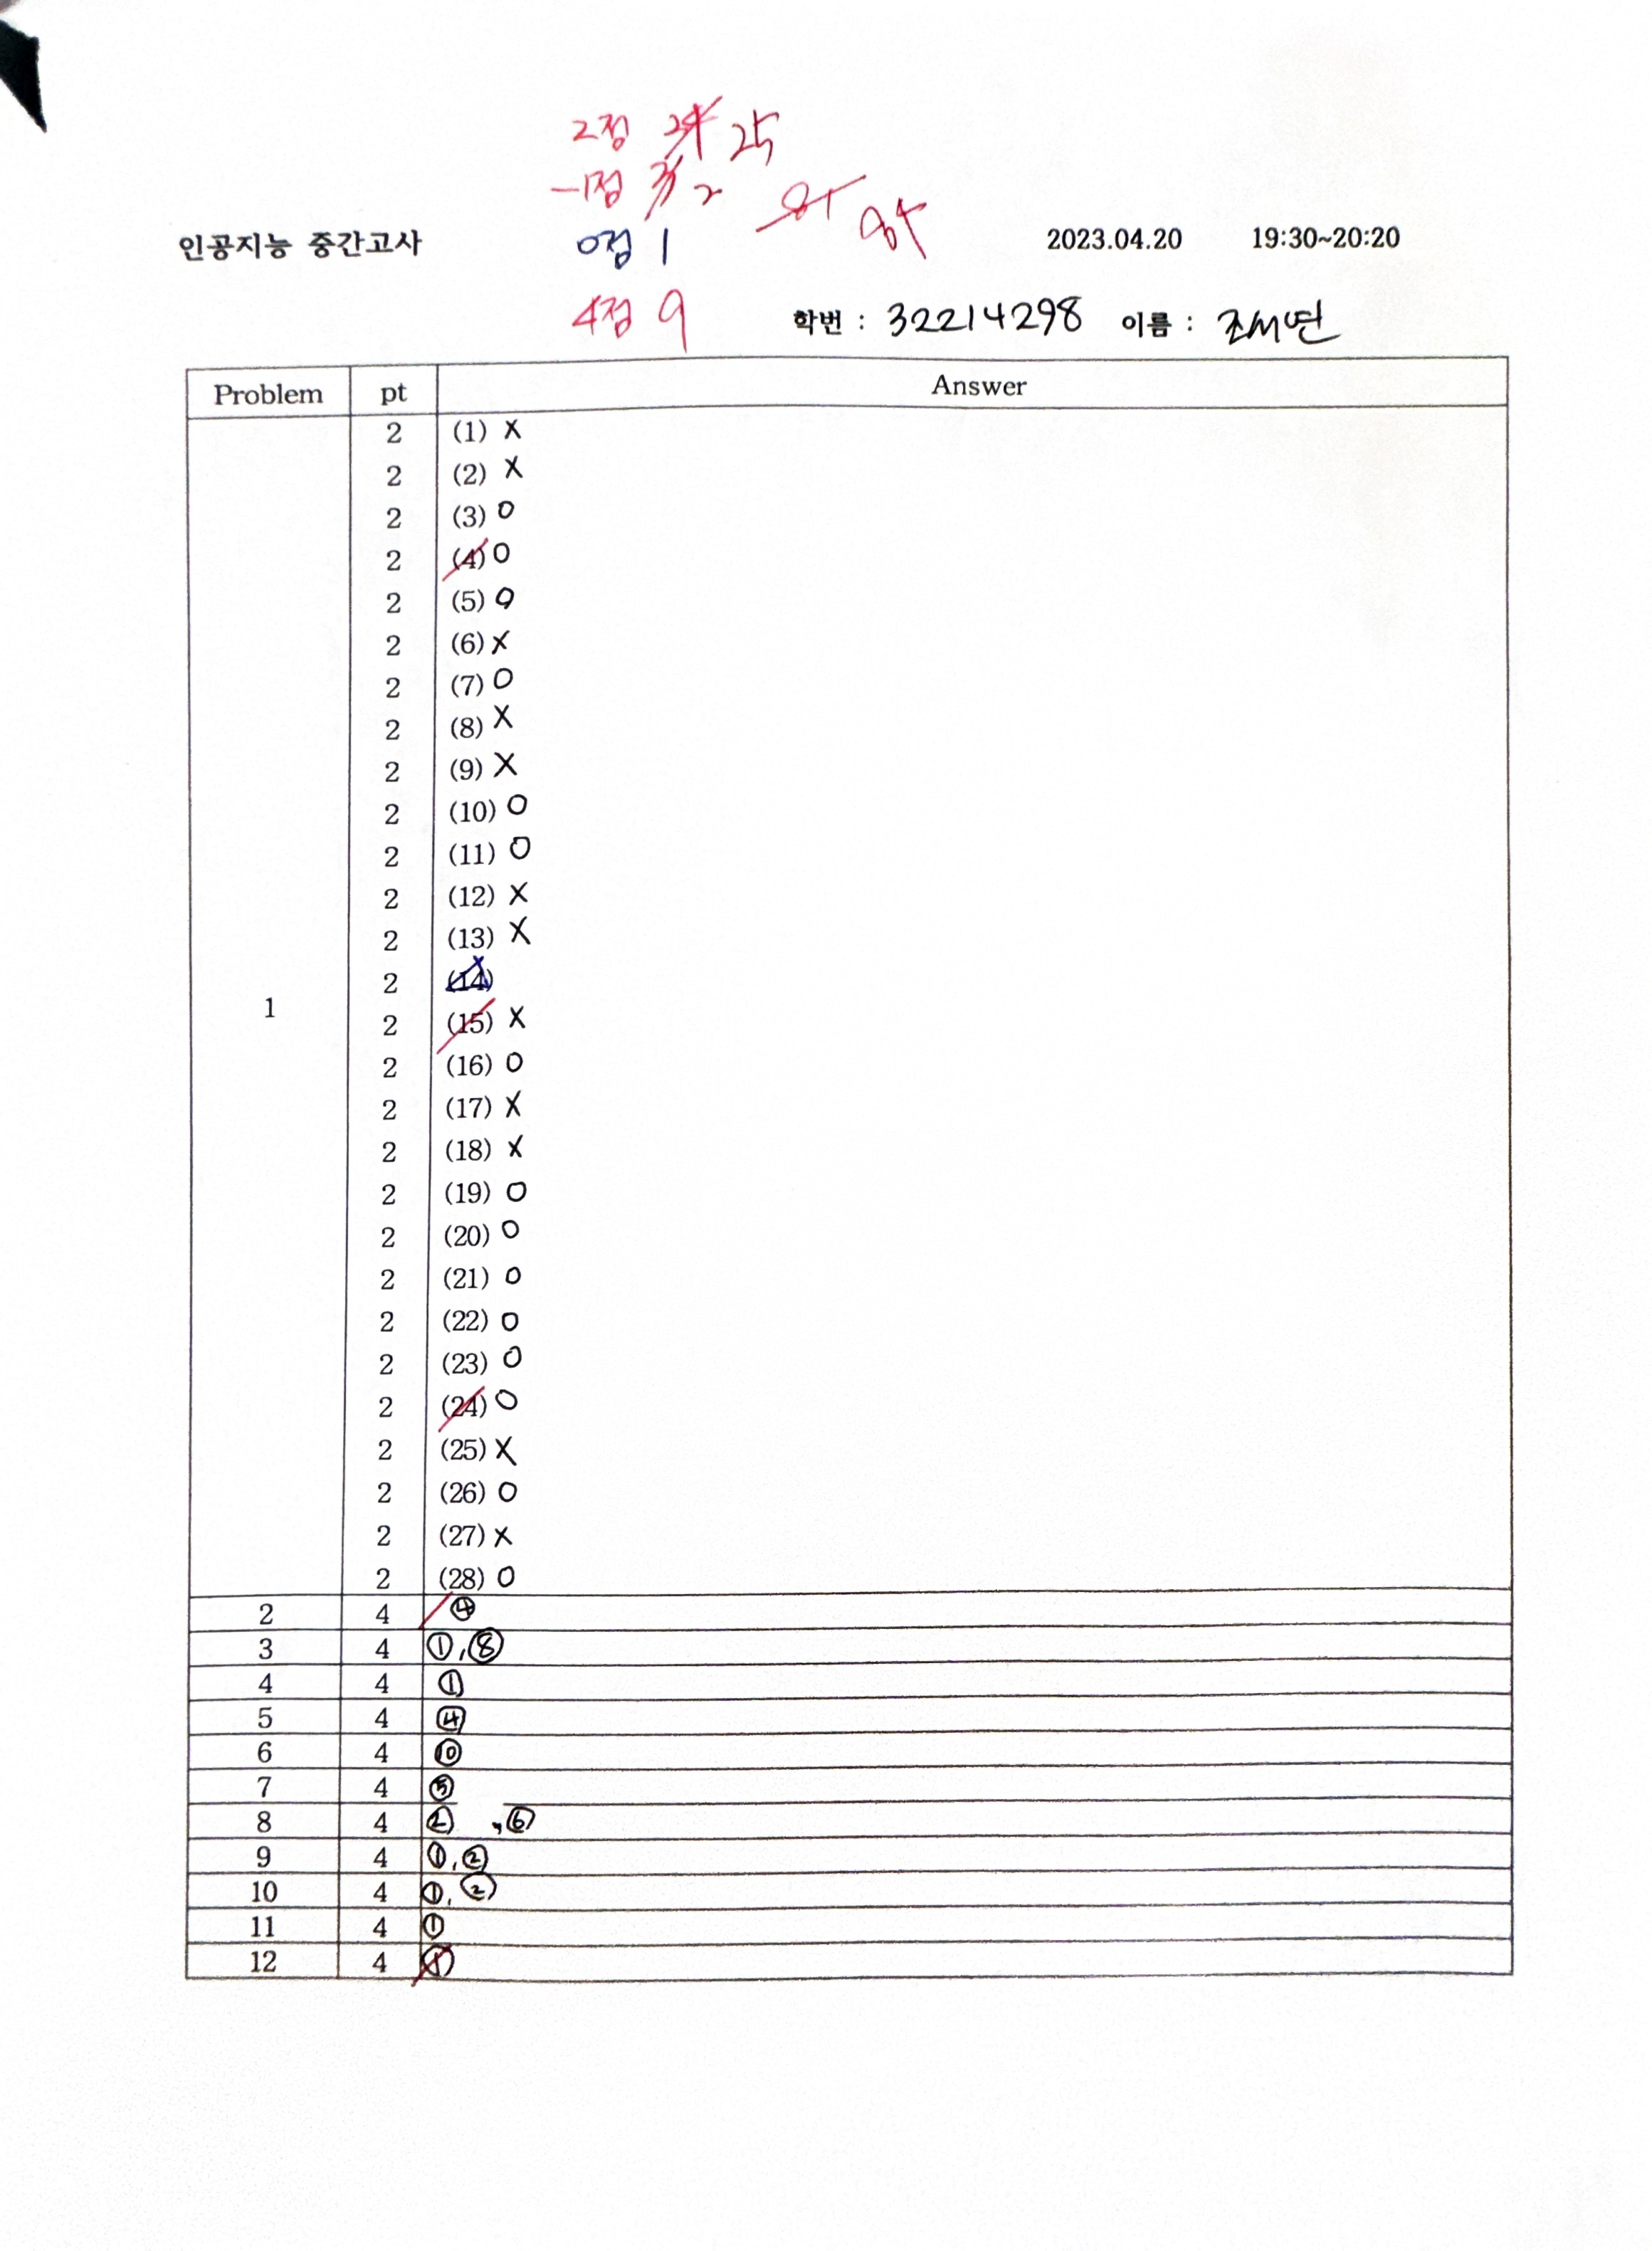 2점 24 25
-1점 3 2 81 84
인공지능 중간고사 0점 1 2023.04.20 19:30~20:20
4점 9 학번 : 32214298 이름 : 조서연
Problem pt Answer
2 (1) X
2 (2) X
2 (3) O
2 (4) O
2 (5) O
2 (6) X
2 (7) O
2 (8) X
2 (9) X
2 (10) O
2 (11) O
2 (12) X
2 (13) X
2 (14)
1 2 (15) X
2 (16) O
2 (17) X
2 (18) X
2 (19) O
2 (20) O
2 (21) O
2 (22) O
2 (23) O
2 (24) O
2 (25) X
2 (26) O
2 (27) X
2 (28) O
2 4 ④
3 4 ①, ⑧
4 4 ①
5 4 ④
6 4 ⑩
7 4 ⑤
8 4 ② , ⑥
9 4 ①, ②
10 4 ①, ②
11 4 ①
12 4 ①